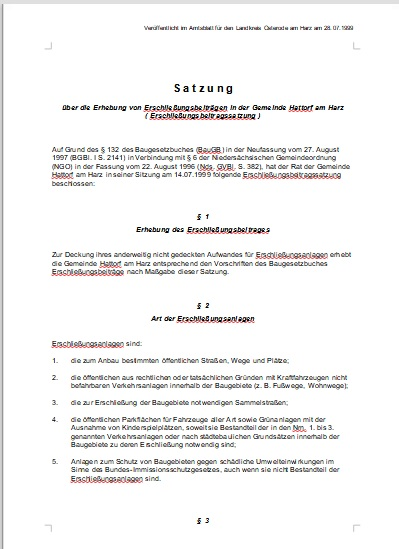 Veröffentlicht im Amtsblatt für den Landkreis Osterode am Harz am 28.07.1999
Satzung
über die Erhebung von Erschließungsbeiträgen in der Gemeinde Hattorf am Harz
( Erschließungsbeitragssatzung )
Auf Grund des § 132 des Baugesetzbuches (BauGB) in der Neufassung vom 27. August
1997 (BGBl. I S. 2141) in Verbindung mit § 6 der Niedersächsischen Gemeindeordnung
(NGO) in der Fassung vom 22. August 1996 (Nds. GVBl. S. 382), hat der Rat der Gemeinde
Hattorf am Harz in seiner Sitzung am 14.07.1999 folgende Erschließungsbeitragssatzung
beschlossen:
§ 1
Erhebung des Erschließungsbeitrages
Zur Deckung ihres anderweitig nicht gedeckten Aufwandes für Erschließungsanlagen erhebt
die Gemeinde Hattorf am Harz entsprechend den Vorschriften des Baugesetzbuches
Erschließungsbeiträge nach Maßgabe dieser Satzung.
§ 2
Art der Erschließungsanlagen
Erschließungsanlagen sind:
1. die zum Anbau bestimmten öffentlichen Straßen, Wege und Plätze;
2. die öffentlichen aus rechtlichen oder tatsächlichen Gründen mit Kraftfahrzeugen nicht
befahrbaren Verkehrsanlagen innerhalb der Baugebiete (z. B. Fußwege, Wohnwege);
3. die zur Erschließung der Baugebiete notwendigen Sammelstraßen;
4. die öffentlichen Parkflächen für Fahrzeuge aller Art sowie Grünanlagen mit der
Ausnahme von Kinderspielplätzen, soweit sie Bestandteil der in den Nrn. 1. bis 3.
genannten Verkehrsanlagen oder nach städtebaulichen Grundsätzen innerhalb der
Baugebiete zu deren Erschließung notwendig sind;
5. Anlagen zum Schutz von Baugebieten gegen schädliche Umwelteinwirkungen im
Sinne des Bundes-Immissionsschutzgesetzes, auch wenn sie nicht Bestandteil der
Erschließungsanlagen sind.
§ 3